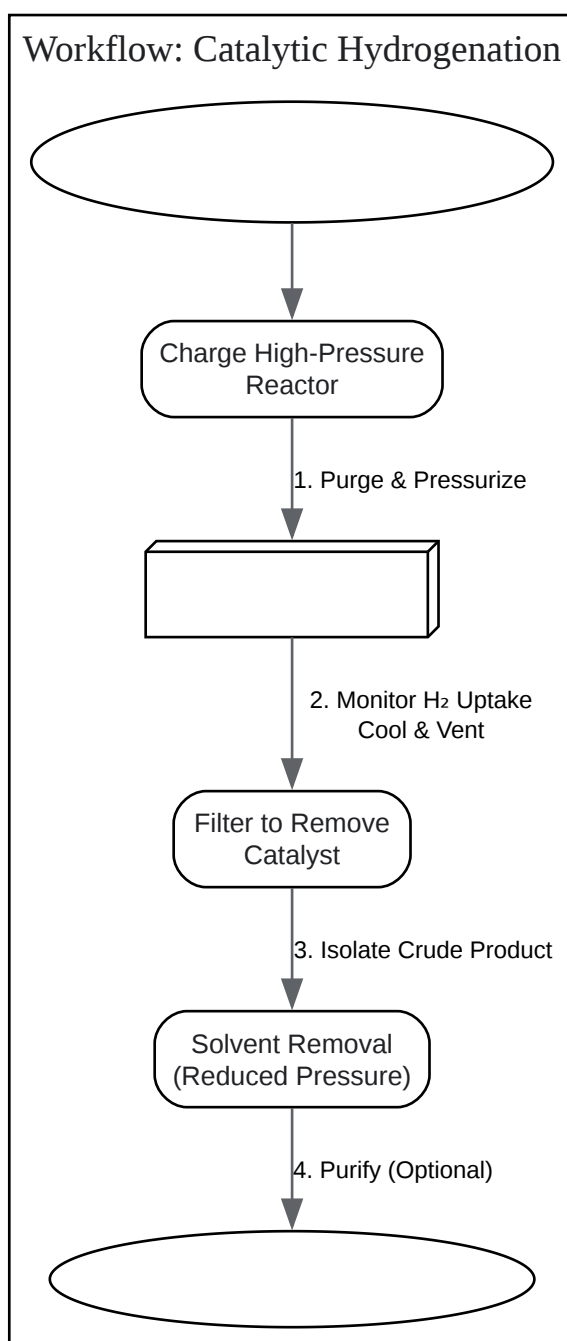 Workflow: Catalytic Hydrogenation
Charge High-Pressure
Reactor
1. Purge & Pressurize
2. Monitor H₂ Uptake
Cool & Vent
Filter to Remove
Catalyst
3. Isolate Crude Product
Solvent Removal
(Reduced Pressure)
4. Purify (Optional)